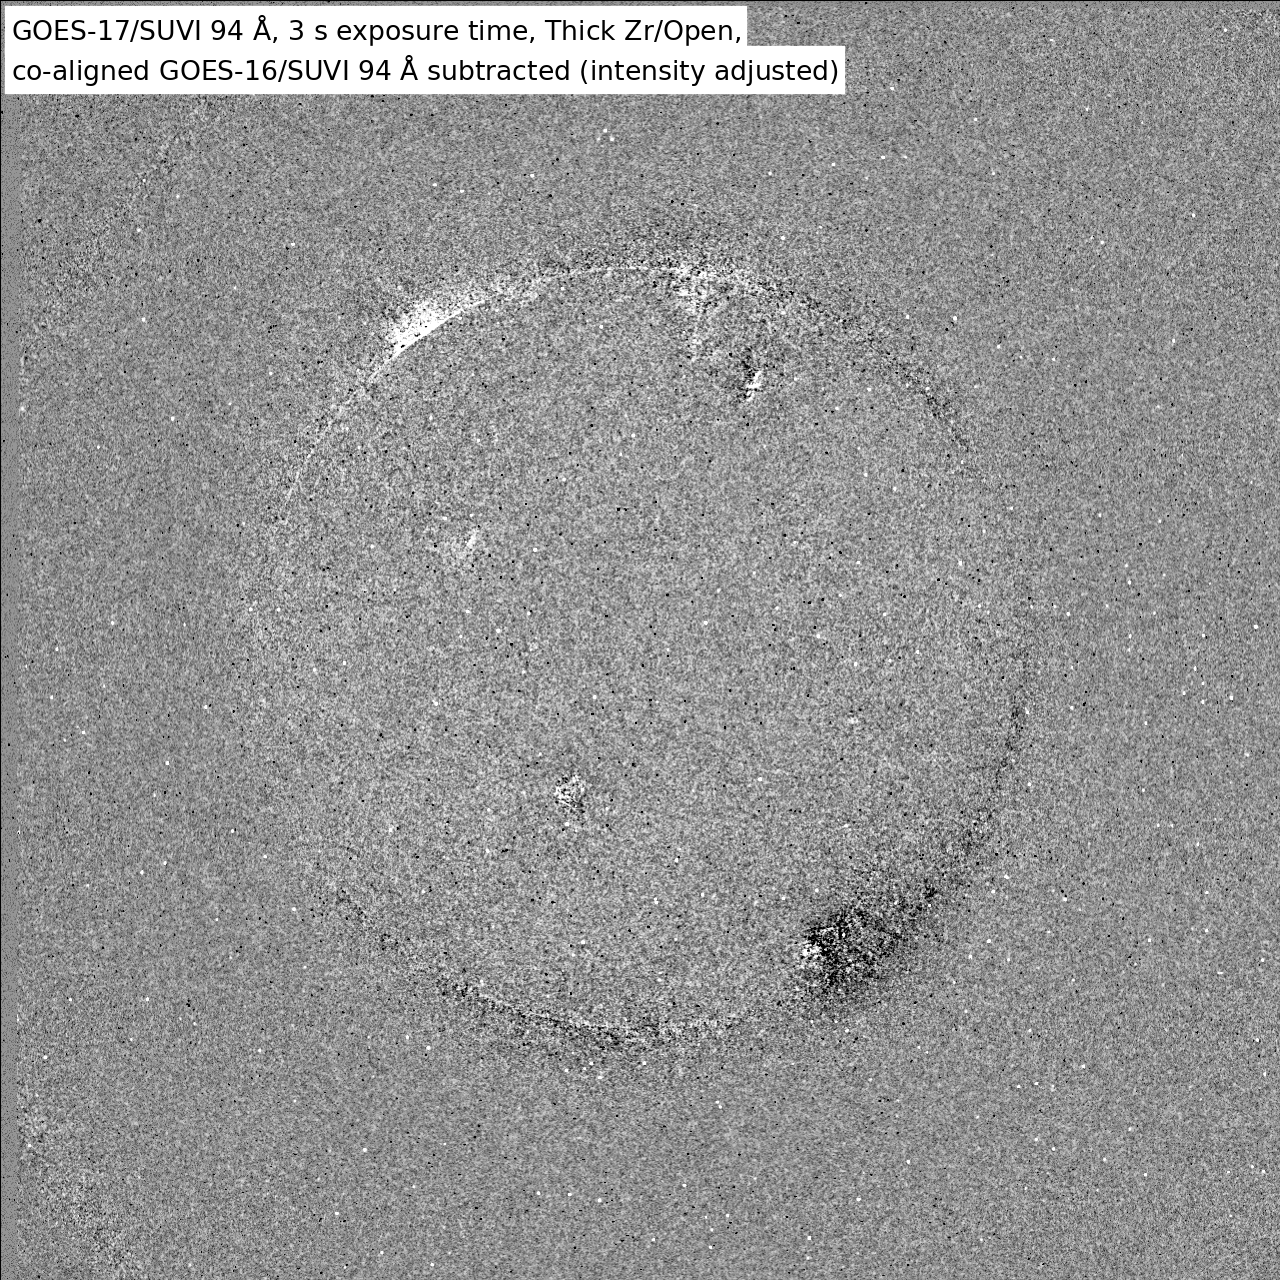 GOES-17/SUVI 94 Å, 3 s exposure time, Thick Zr/Open,
co-aligned GOES-16/SUVI 94 Å subtracted (intensity adjusted)